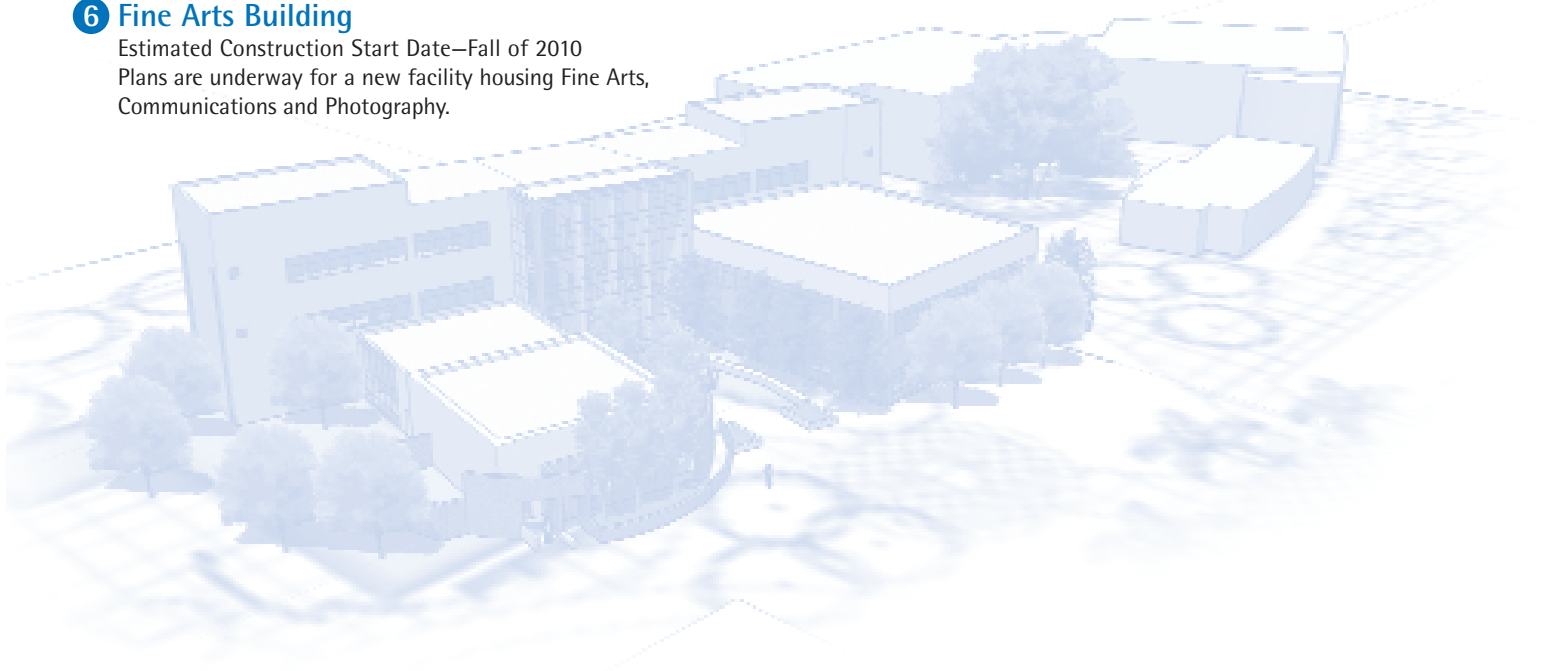 6 Fine Arts Building
Estimated Construction Start Date—Fall of 2010
Plans are underway for a new facility housing Fine Arts,
Communications and Photography.